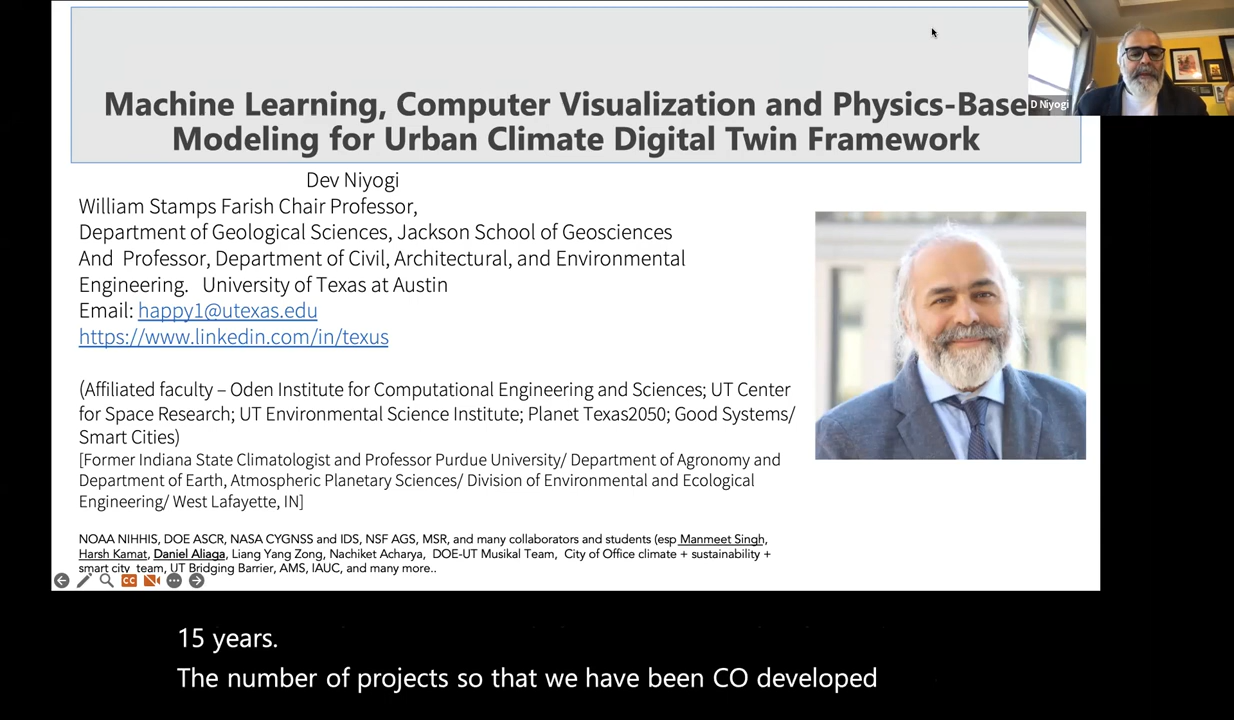 Machine Learning, Computer Visualization and Physics-Base
Modeling for Urban Climate Digital Twin Framework
D Niyogi
Dev Niyogi
William Stamps Farish Chair Professor,
Department of Geological Sciences, Jackson School of Geosciences
And Professor, Department of Civil, Architectural, and Environmental
Engineering. University of Texas at Austin
Email: happy1@utexas.edu
https://www.linkedin.com/in/texus
(Affiliated faculty – Oden Institute for Computational Engineering and Sciences; UT Center
for Space Research; UT Environmental Science Institute; Planet Texas2050; Good Systems/
Smart Cities)
[Former Indiana State Climatologist and Professor Purdue University/ Department of Agronomy and
Department of Earth, Atmospheric Planetary Sciences/ Division of Environmental and Ecological
Engineering/ West Lafayette, IN]
NOAA NIHHIS, DOE ASCR, NASA CYGNSS and IDS, NSF AGS, MSR, and many collaborators and students (esp Manmeet Singh,
Harsh Kamat, Daniel Aliaga, Liang Yang Zong, Nachiket Acharya, DOE-UT Musikal Team, City of Office climate + sustainability +
smart city team, UT Bridging Barrier, AMS, IAUC, and many more..
CC
15 years.
The number of projects so that we have been CO developed